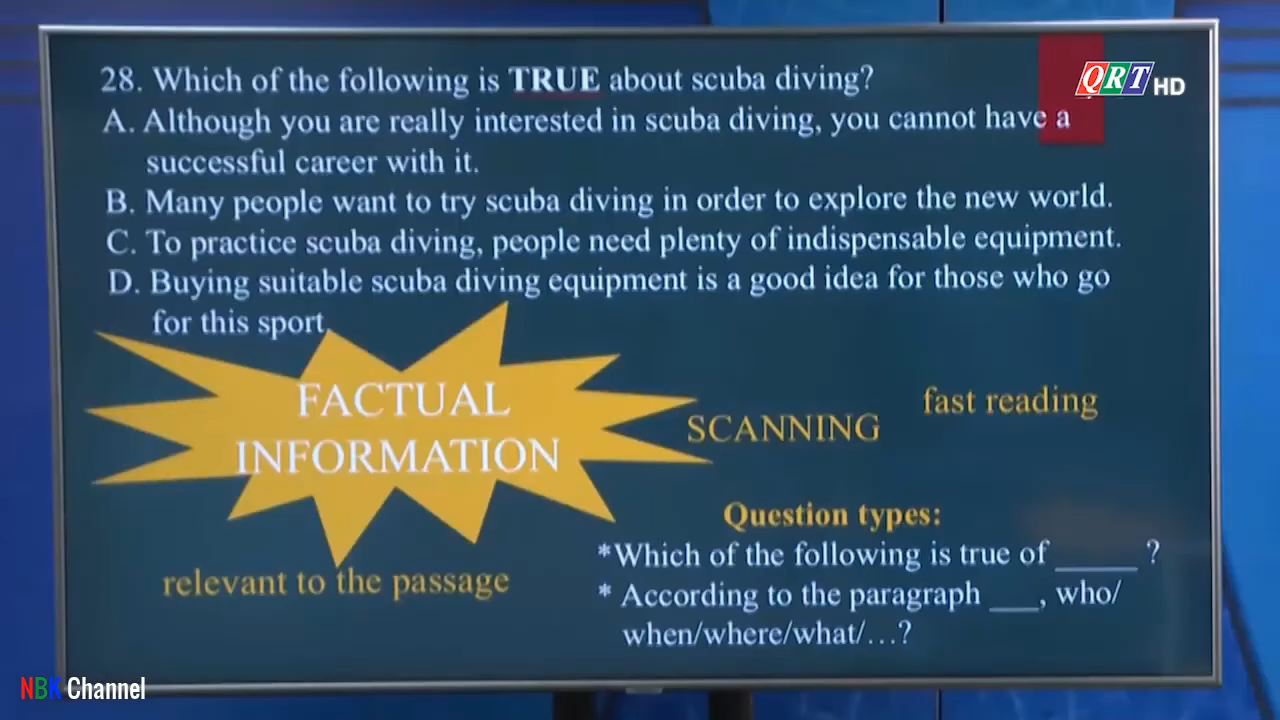 28. Which of the following is TRUE about scuba diving?
A. Although you are really interested in scuba diving, you cannot have a
successful career with it.
B. Many people want to try scuba diving in order to explore the new world.
C. To practice scuba diving, people need plenty of indispensable equipment.
D. Buying suitable scuba diving equipment is a good idea for those who go
for this sport.
FACTUAL
INFORMATION
SCANNING
fast reading
relevant to the passage
Question types:
*Which of the following is true of _____ ?
* According to the paragraph ___, who/
when/where/what/…?
QRT HD
NBK Channel